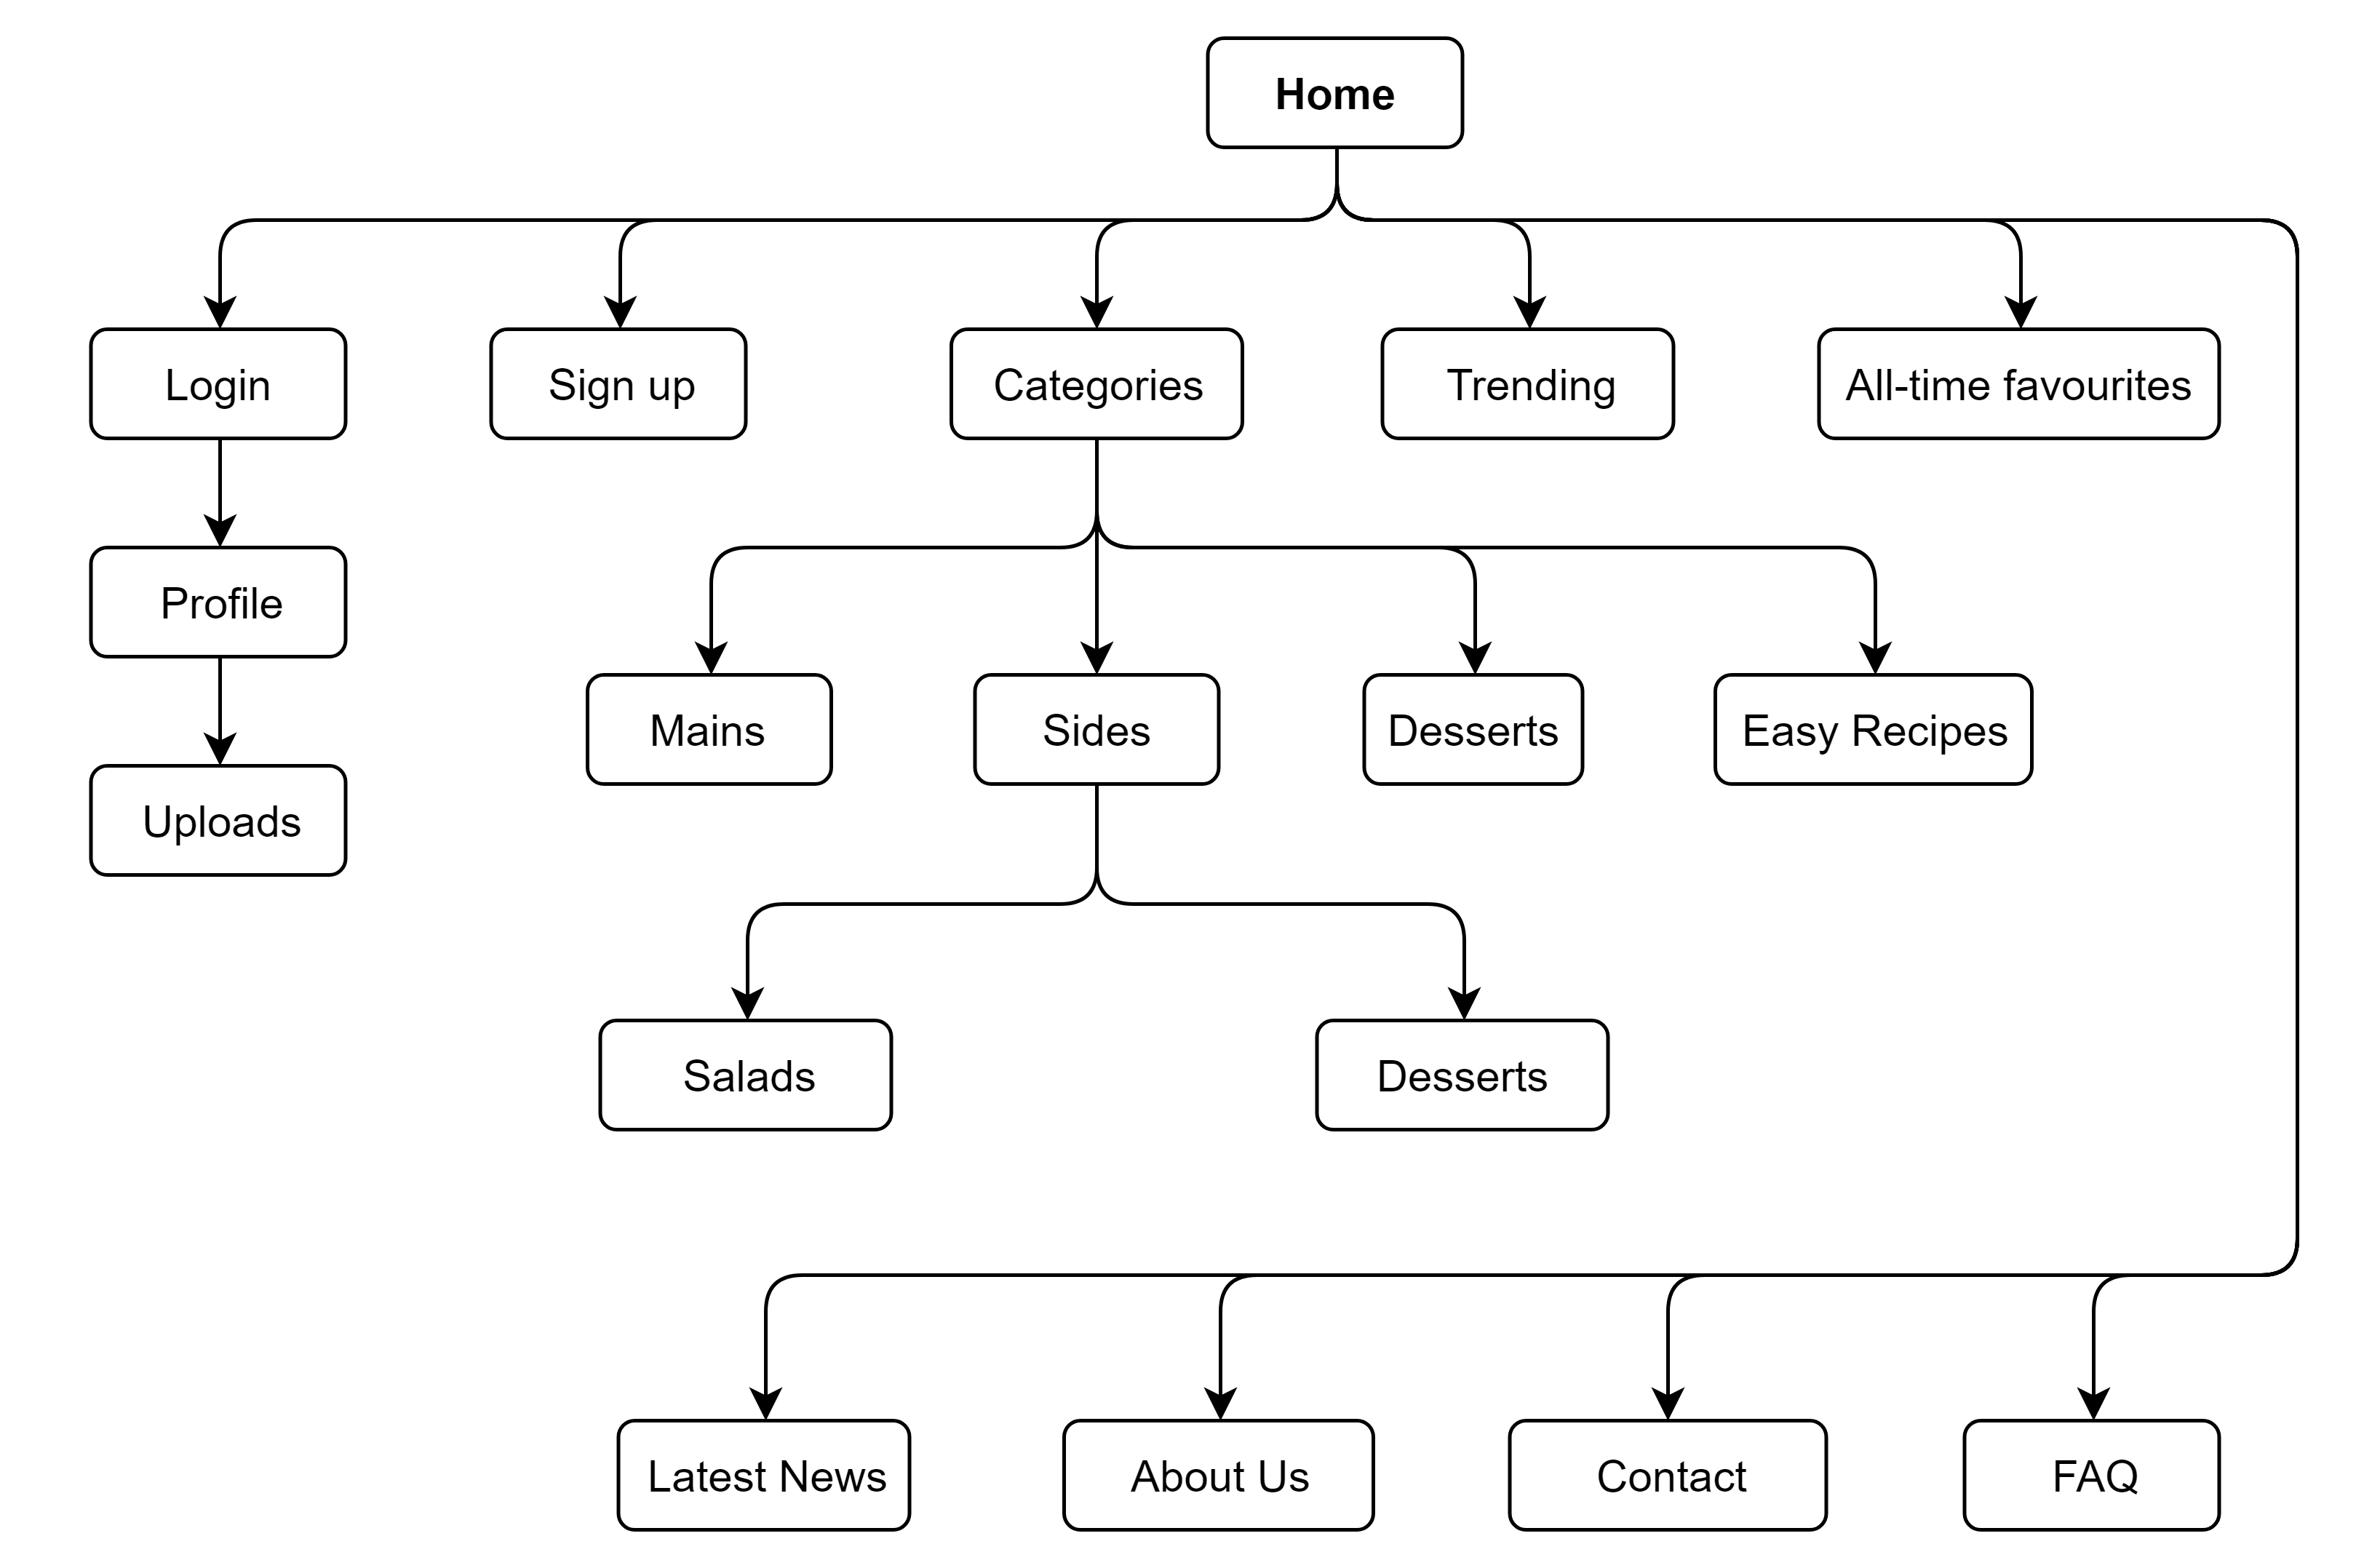 Home
Login
Sign up
Categories
Trending
All-time favourites
Profile
Uploads
Mains
Sides
Desserts
Easy Recipes
Salads
Desserts
Latest News
About Us
Contact
FAQ